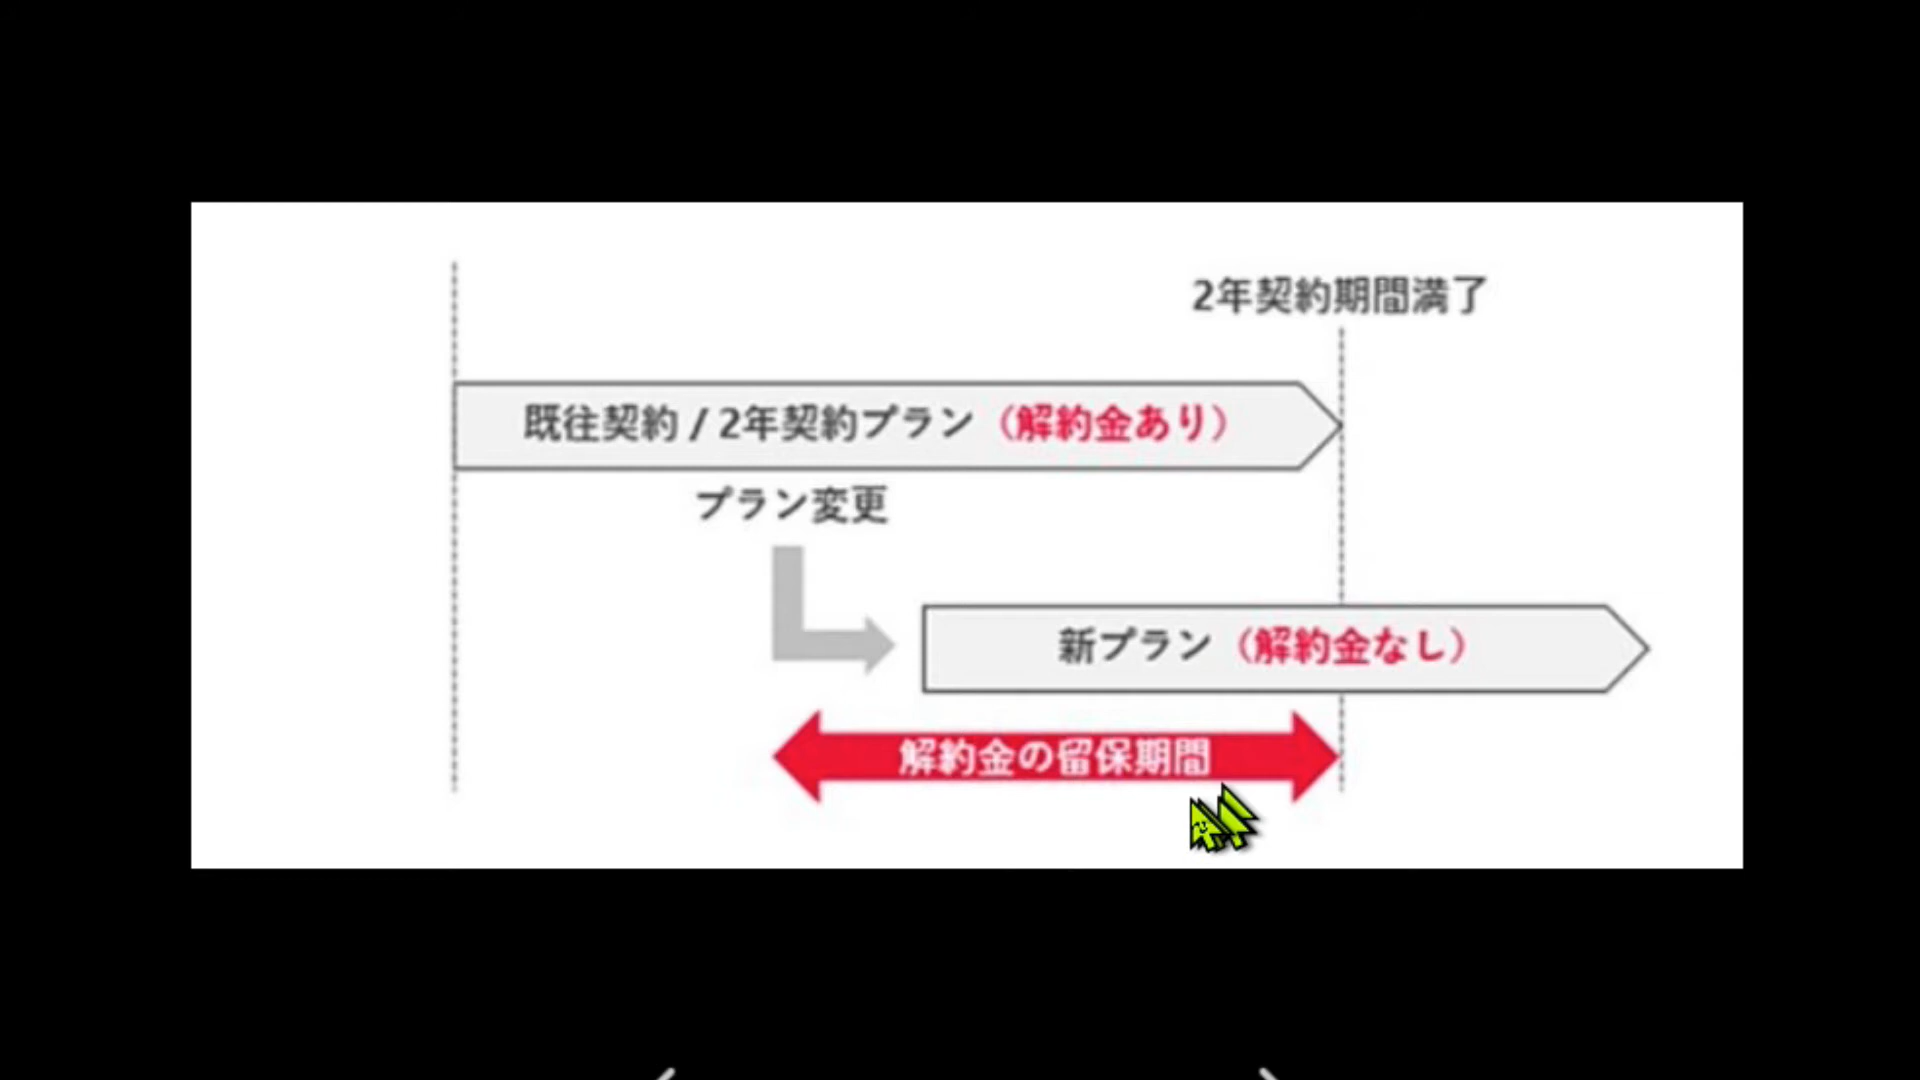 2年契約期間満了
既往契約 / 2年契約プラン（解約金あり）
プラン変更
新プラン（解約金なし）
解約金の留保期間